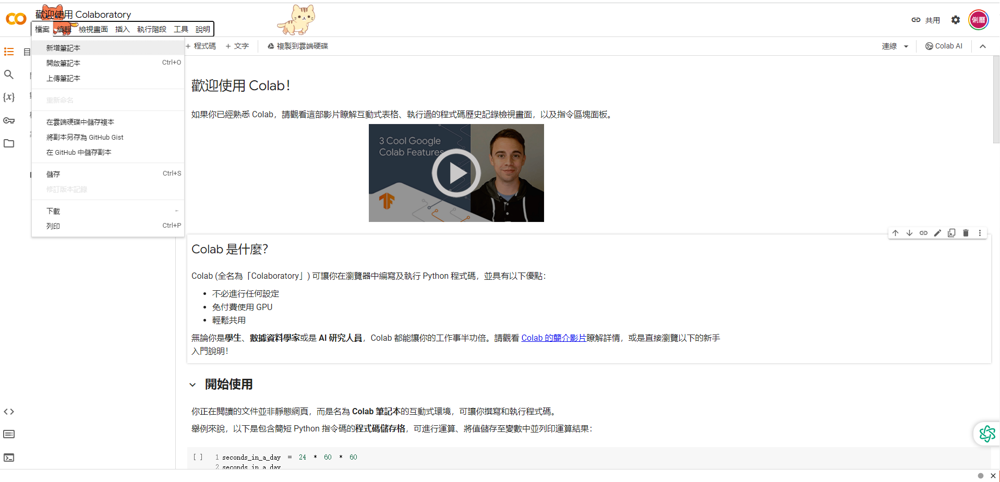 歡迎使用 Colaboratory
檔案 編輯 檢視畫面 插入 執行階段 工具 說明
共用
俐曆
目
+ 程式碼 + 文字 複製到雲端硬碟
連線 Colab AI
新增筆記本
開啟筆記本 Ctrl+O
上傳筆記本
重新命名
在雲端硬碟中儲存複本
將副本另存為 GitHub Gist
在 GitHub 中儲存副本
儲存 Ctrl+S
修訂版本記錄
下載
列印 Ctrl+P
{x}
歡迎使用 Colab！
如果你已經熟悉 Colab，請觀看這部影片瞭解互動式表格、執行過的程式碼歷史記錄檢視畫面，以及指令區塊面板。
3 Cool Google
Colab Features
Colab 是什麼？
Colab (全名為「Colaboratory」) 可讓你在瀏覽器中編寫及執行 Python 程式碼，並具有以下優點：
• 不必進行任何設定
• 免付費使用 GPU
• 輕鬆共用
無論你是學生、數據資料學家或是 AI 研究人員，Colab 都能讓你的工作事半功倍。請觀看 Colab 的簡介影片瞭解詳情，或是直接瀏覽以下的新手
入門說明！
開始使用
你正在閱讀的文件並非靜態網頁，而是名為 Colab 筆記本的互動式環境，可讓你撰寫和執行程式碼。
舉例來說，以下是包含簡短 Python 指令碼的程式碼儲存格，可進行運算、將值儲存至變數中並列印運算結果：
[ ] 1 seconds_in_a_day = 24 * 60 * 60
2 seconds_in_a_day